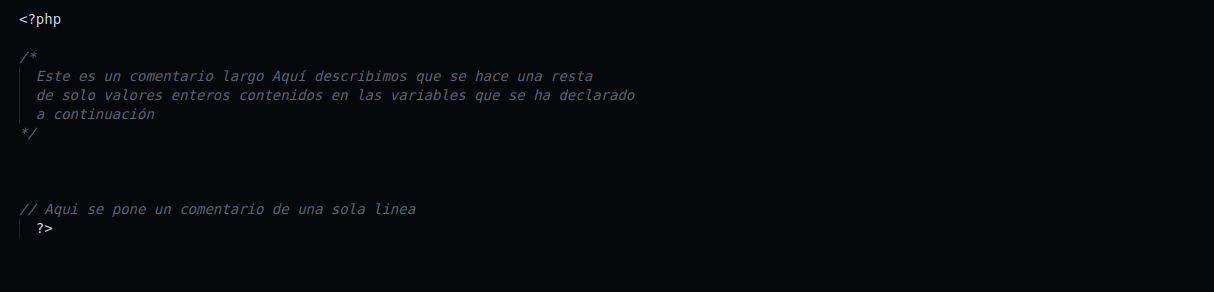 <?php
/*
Este es un comentario largo Aquí describimos que se hace una resta
de solo valores enteros contenidos en las variables que se ha declarado
a continuación
*/
// Aqui se pone un comentario de una sola linea
?>